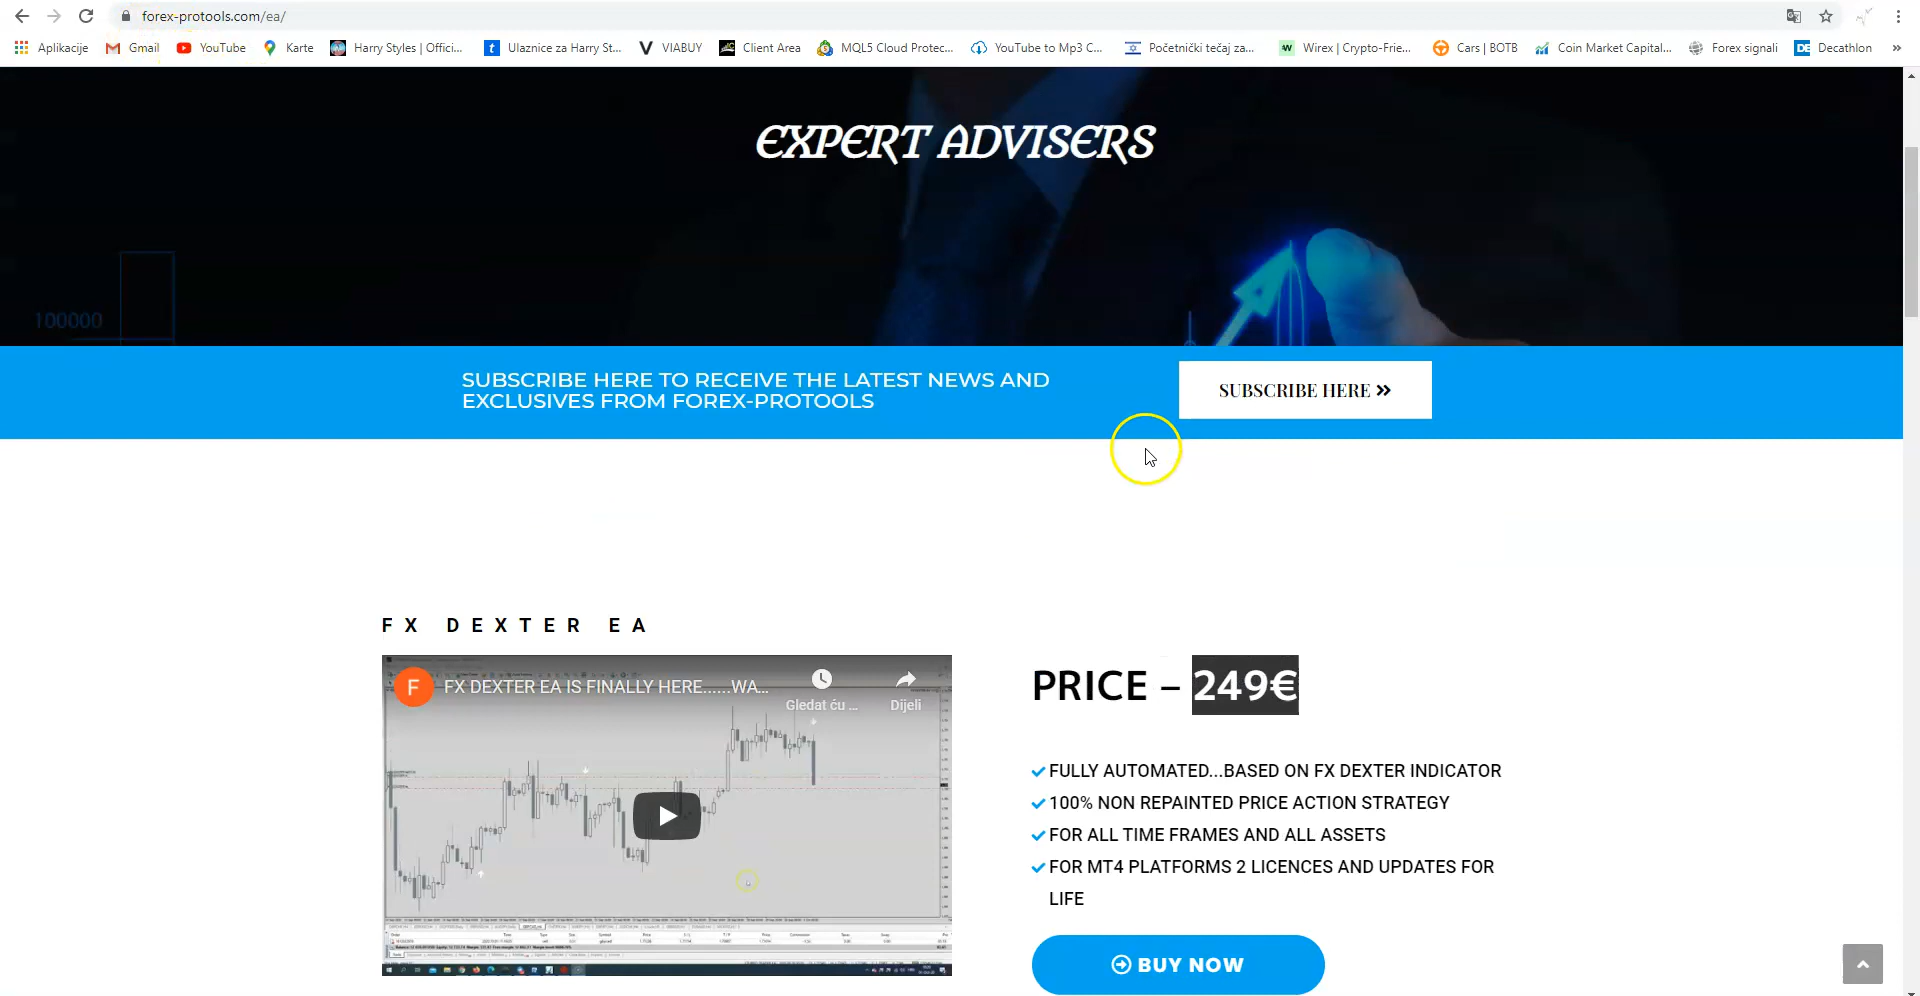 forex-protools.com/ea/
Aplikacije Gmail YouTube Karte Harry Styles | Offici... Ulaznice za Harry St... VIABUY Client Area MQL5 Cloud Protec... YouTube to Mp3 C... Početnički tečaj za... Wirex | Crypto-Frie... Cars | BOTB Coin Market Capital... Forex signali DE Decathlon »
EXPERT ADVISERS
100000
SUBSCRIBE HERE TO RECEIVE THE LATEST NEWS AND
EXCLUSIVES FROM FOREX-PROTOOLS
SUBSCRIBE HERE »
FX DEXTER EA
F FX DEXTER EA IS FINALLY HERE......WA...
Gledat ću ... Dijeli
PRICE – 249€
FULLY AUTOMATED...BASED ON FX DEXTER INDICATOR
100% NON REPAINTED PRICE ACTION STRATEGY
FOR ALL TIME FRAMES AND ALL ASSETS
FOR MT4 PLATFORMS 2 LICENCES AND UPDATES FOR
LIFE
BUY NOW